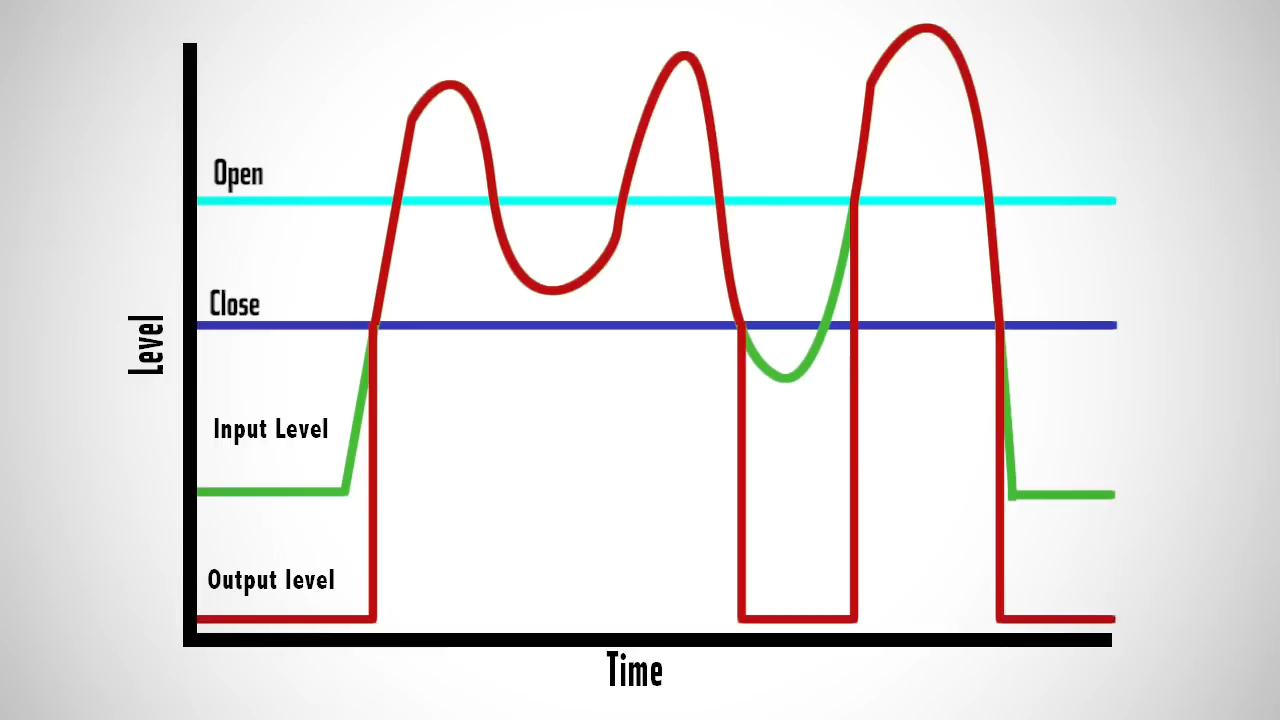 Open
Close
Level
Input Level
Output level
Time